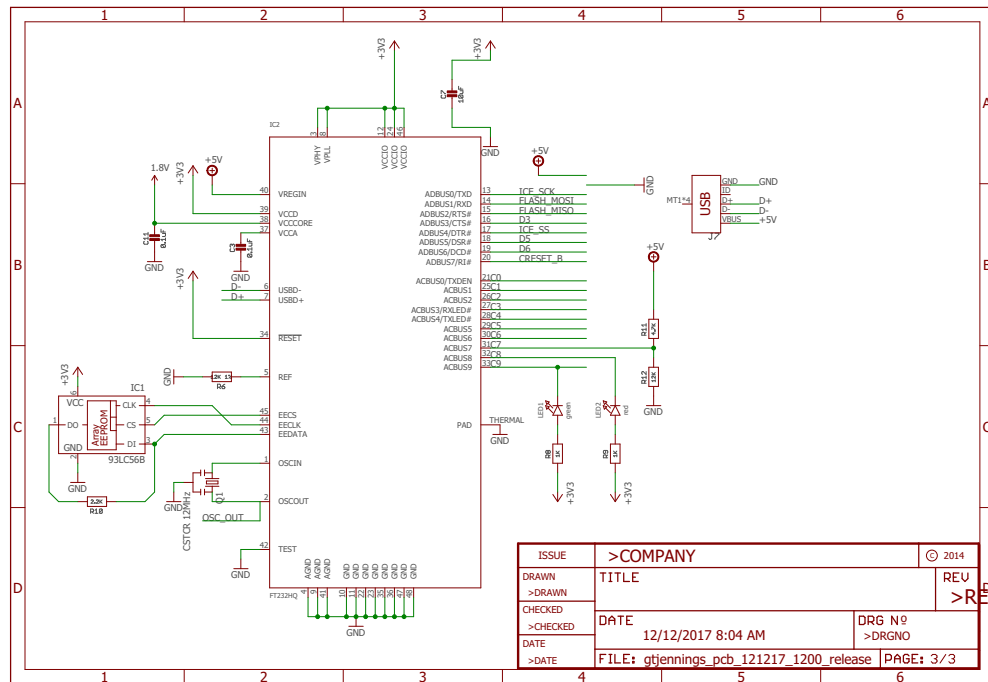 1 2 3 4 5 6
A A
B B
C C
D D
+3V3
+3V3
C7
10uF
GND
IC2
3 8 12 24 46
VPHY
VPLL
VCCIO
VCCIO
VCCIO
1.8V
+3V3
+5V
40 VREGIN
39 VCCD
38 VCCCORE
37 VCCA
C11
0.1uF
GND
C3
0.1uF
GND
+3V3
D- 6 USBD-
D+ 7 USBD+
34 RESET
GND
R6
5 REF
45 EECS
44 EECLK
43 EEDATA
1 OSCIN
2 OSCOUT
OSC_OUT
42 TEST
GND
+3V3
IC1
6
VCC
CLK 4
1 DO
CS 5
DI 3
Array
EEPROM
GND
2
93LC56B
GND
2.2K
R10
GND
CSTCR 12MHz
Q1
ADBUS0/TXD 13 ICE_SCK
ADBUS1/RXD 14 FLASH_MOSI
ADBUS2/RTS# 15 FLASH_MISO
ADBUS3/CTS# 16 D3
ADBUS4/DTR# 17 ICE_SS
ADBUS5/DSR# 18 D5
ADBUS6/DCD# 19 D6
ADBUS7/RI# 20 CRESET_B
ACBUS0/TXDEN 21 C0
ACBUS1 25 C1
ACBUS2 26 C2
ACBUS3/RXLED# 27 C3
ACBUS4/TXLED# 28 C4
ACBUS5 29 C5
ACBUS6 30 C6
ACBUS7 31 C7
ACBUS8 32 C8
ACBUS9 33 C9
PAD THERMAL
GND
+5V
GND
MT1*4
USB
GND GND
ID
D+ D+
D- D-
VBUS +5V
J7
+5V
R11
4.7K
R12
12K
GND
LED1
green
LED2
red
R8
1K
R9
1K
+3V3
+3V3
AGND AGND AGND GND GND GND GND GND GND GND GND
4 9 41 10 11 22 23 35 36 47 48
FT232HQ
GND
ISSUE
>COMPANY
© 2014
DRAWN
>DRAWN
TITLE
REV
>RE
CHECKED
>CHECKED
DATE
12/12/2017 8:04 AM
DRG Nº
>DRGNO
DATE
>DATE
FILE: gtjennings_pcb_121217_1200_release
PAGE: 3/3
1 2 3 4 5 6